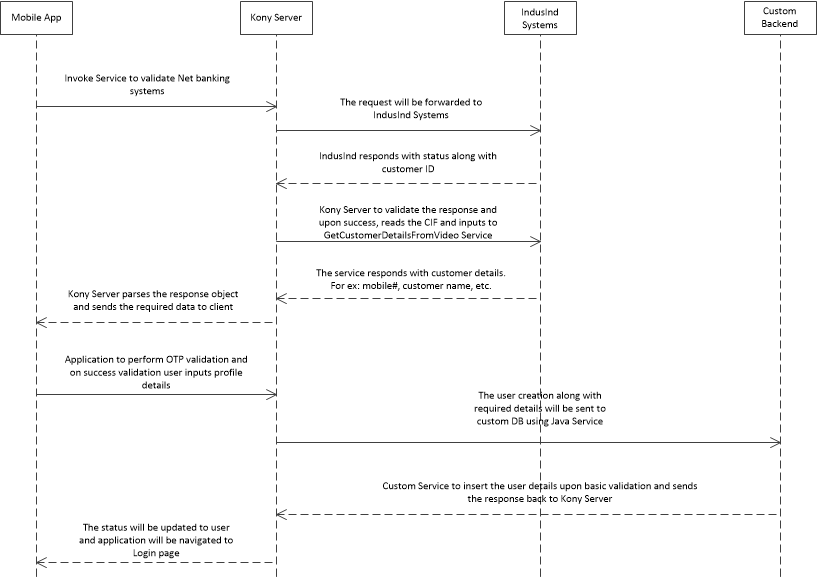 Mobile App
Kony Server
IndusInd
Systems
Custom
Backend
Invoke Service to validate Net banking
systems
The request will be forwarded to
IndusInd Systems
IndusInd responds with status along with
customer ID
Kony Server to validate the response and
upon success, reads the CIF and inputs to
GetCustomerDetailsFromVideo Service
The service responds with customer details.
For ex: mobile#, customer name, etc.
Kony Server parses the response object
and sends the required data to client
Application to perform OTP validation and
on success validation user inputs profile
details
The user creation along with
required details will be sent to
custom DB using Java Service
Custom Service to insert the user details upon basic validation and sends
the response back to Kony Server
The status will be updated to user
and application will be navigated to
Login page